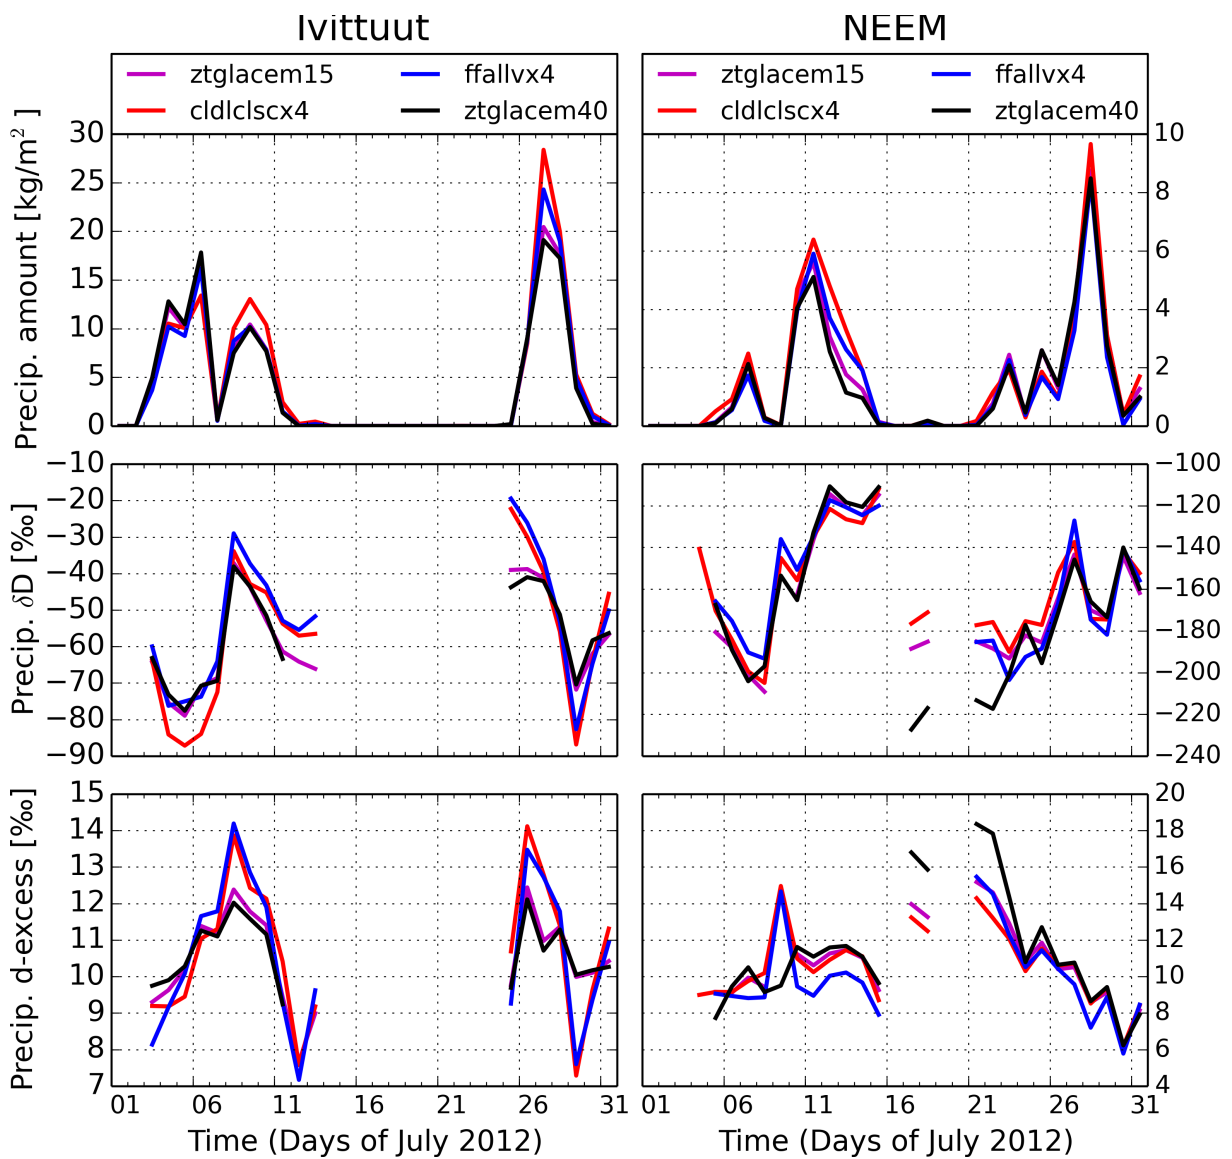 Ivittuut
NEEM
ztglacem15
ffallvx4
cldlclscx4
ztglacem40
ztglacem15
ffallvx4
cldlclscx4
ztglacem40
Precip. amount [kg/m² ]
30
25
20
15
10
5
0
10
8
6
4
2
0
Precip. δD [‰]
−10
−20
−30
−40
−50
−60
−70
−80
−90
−100
−120
−140
−160
−180
−200
−220
−240
Precip. d-excess [‰]
15
14
13
12
11
10
9
8
7
20
18
16
14
12
10
8
6
4
01 06 11 16 21 26 31
01 06 11 16 21 26 31
Time (Days of July 2012)
Time (Days of July 2012)